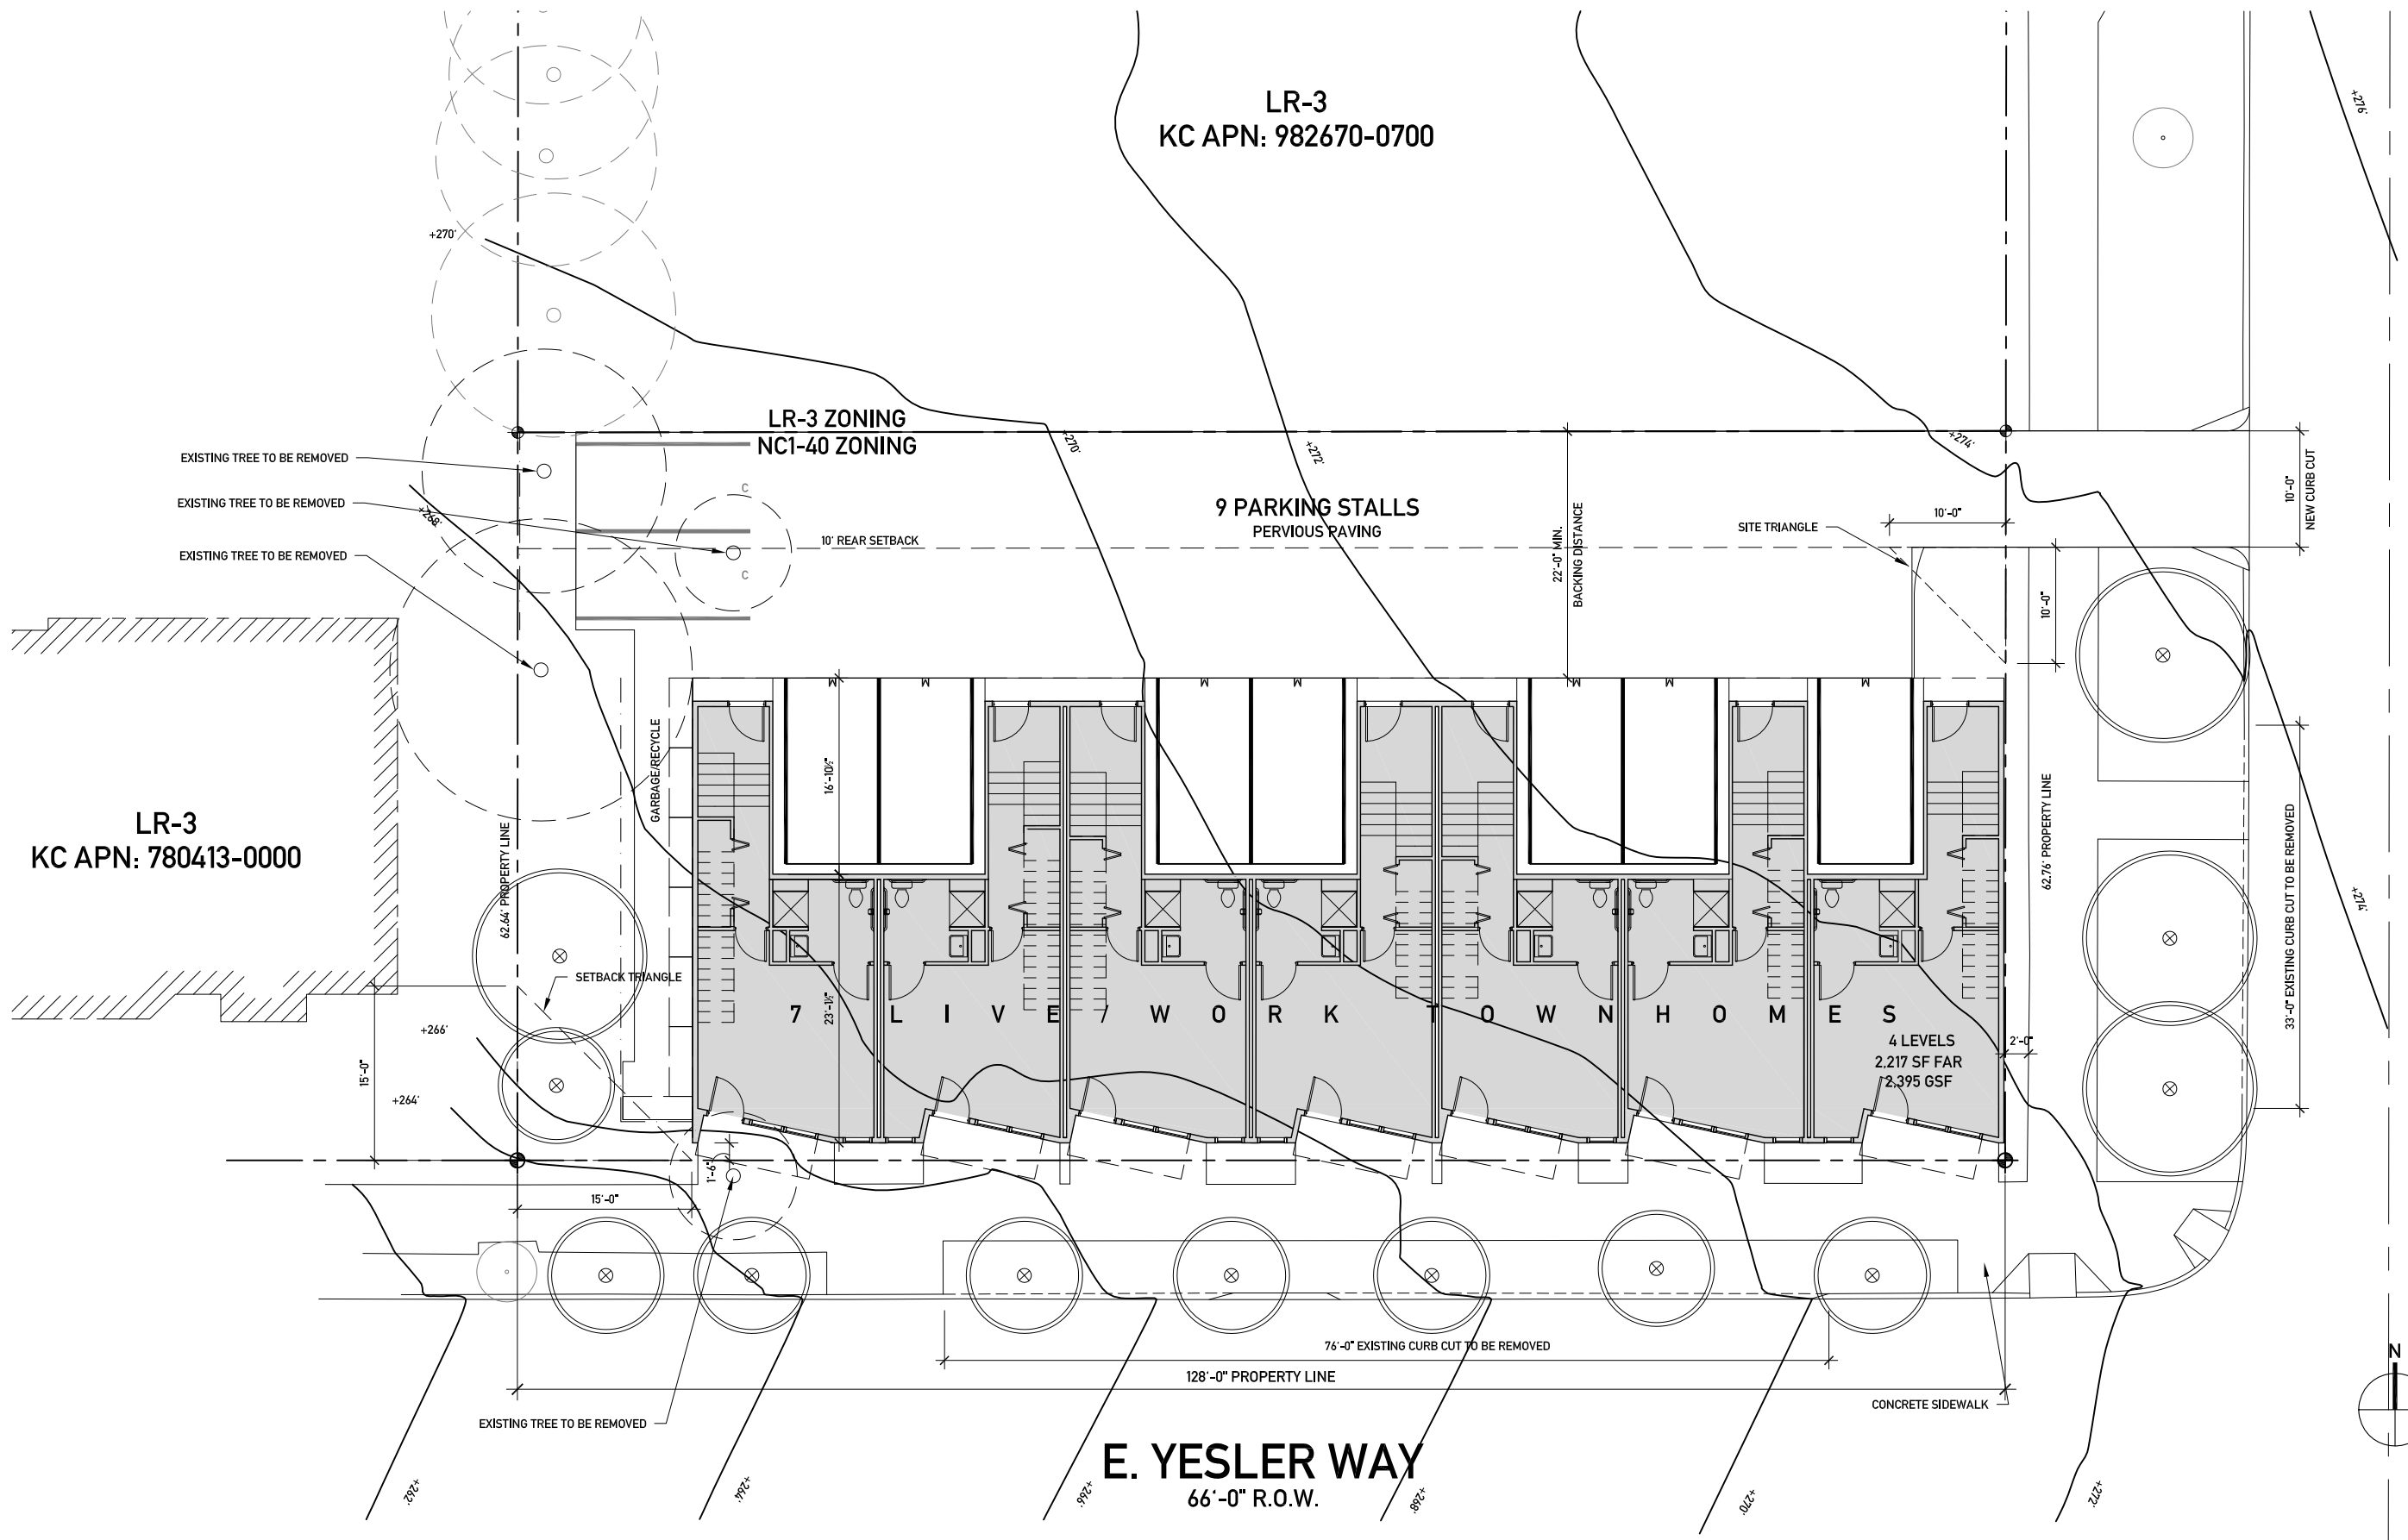 LR-3
KC APN: 982670-0700
+276'
+270'
LR-3 ZONING
NC1-40 ZONING
+270'
+272'
+274'
EXISTING TREE TO BE REMOVED
EXISTING TREE TO BE REMOVED
EXISTING TREE TO BE REMOVED
+268'
C
C
10' REAR SETBACK
9 PARKING STALLS
PERVIOUS PAVING
22'-0" MIN.
BACKING DISTANCE
SITE TRIANGLE
10'-0"
10'-0"
10'-0"
NEW CURB CUT
M
M
M
M
M
M
M
GARBAGE/RECYCLE
16'-10½"
LR-3
KC APN: 780413-0000
62.64' PROPERTY LINE
62.76' PROPERTY LINE
33'-0" EXISTING CURB CUT TO BE REMOVED
+274'
SETBACK TRIANGLE
23'-1½"
7 LIVE/WORK TOWNHOMES
4 LEVELS
2,217 SF FAR
2,395 GSF
2'-0"
+266'
+264'
15'-0"
1'-6"
15'-0"
76'-0" EXISTING CURB CUT TO BE REMOVED
128'-0" PROPERTY LINE
EXISTING TREE TO BE REMOVED
CONCRETE SIDEWALK
N
E. YESLER WAY
66'-0" R.O.W.
+262'
+264'
+266'
+268'
+270'
+272'